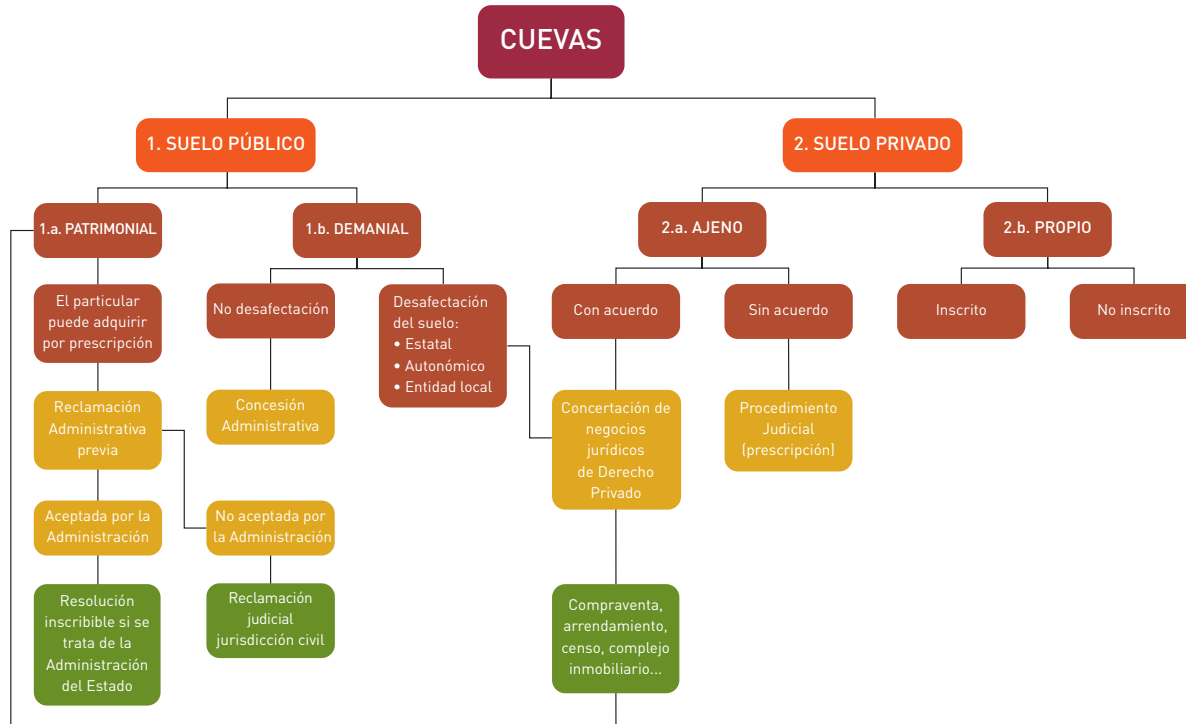 CUEVAS
1. SUELO PÚBLICO
2. SUELO PRIVADO
1.a. PATRIMONIAL
1.b. DEMANIAL
2.a. AJENO
2.b. PROPIO
El particular
puede adquirir
por prescripción
No desafectación
Desafectación
del suelo:
• Estatal
• Autonómico
• Entidad local
Con acuerdo
Sin acuerdo
Inscrito
No inscrito
Reclamación
Administrativa
previa
Concesión
Administrativa
Concertación de
negocios
jurídicos
de Derecho
Privado
Procedimiento
Judicial
(prescripción)
Aceptada por la
Administración
No aceptada por
la Administración
Resolución
inscribible si se
trata de la
Administración
del Estado
Reclamación
judicial
jurisdicción civil
Compraventa,
arrendamiento,
censo, complejo
inmobiliario...